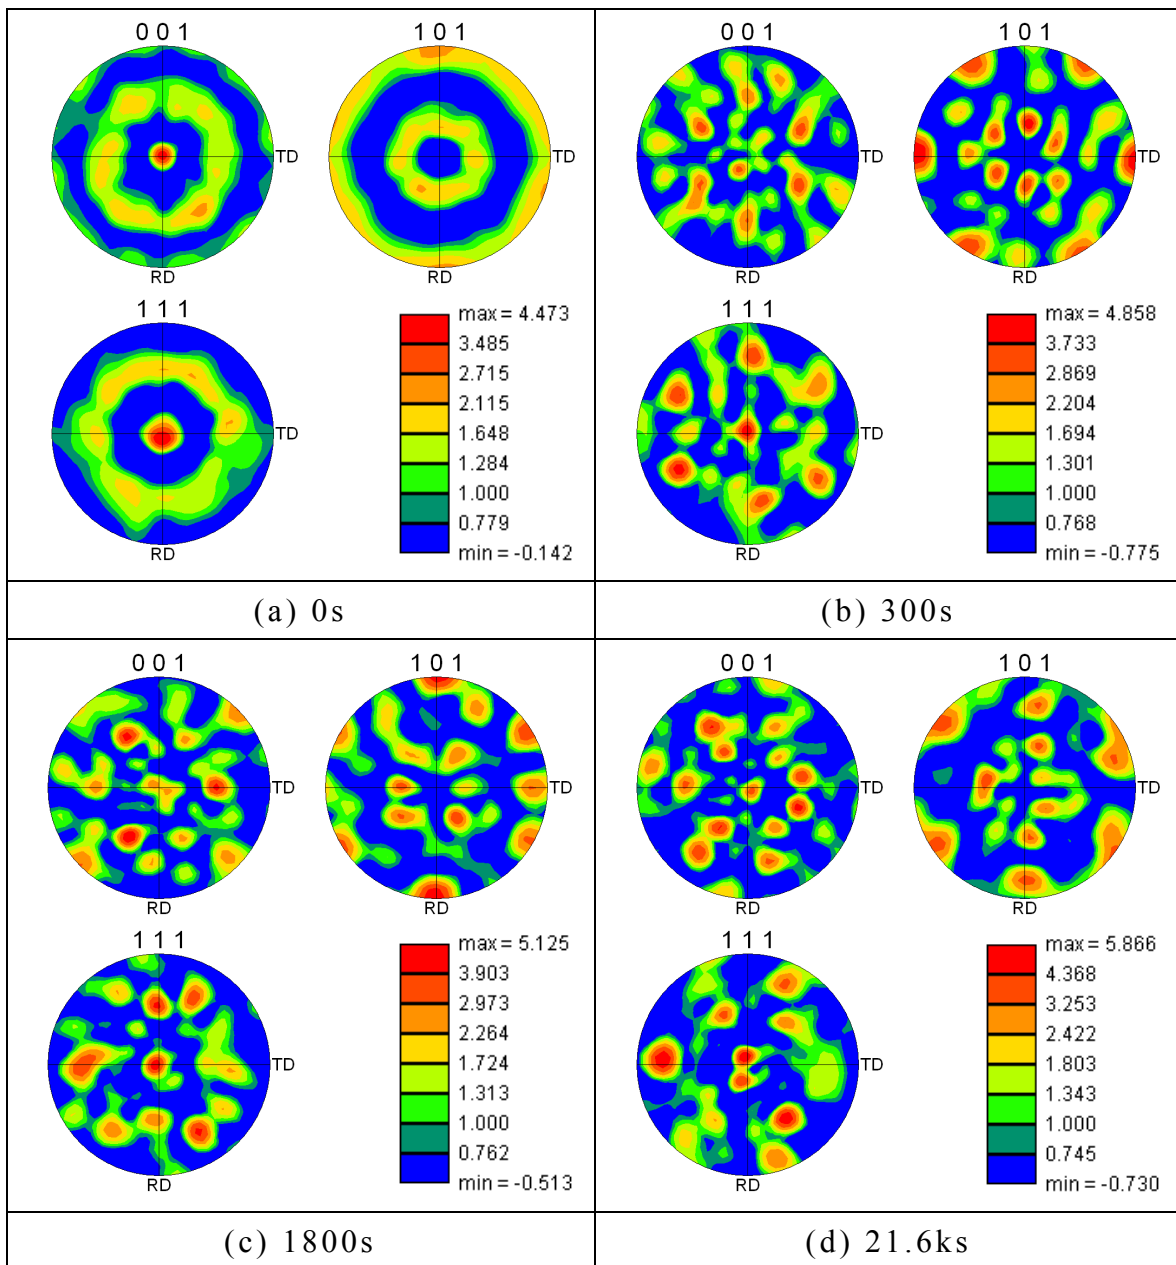 0 0 1
1 0 1
TD
TD
RD
RD
1 1 1
TD
RD
max = 4.473
3.485
2.715
2.115
1.648
1.284
1.000
0.779
min = -0.142
(a) 0s
0 0 1
1 0 1
TD
TD
RD
RD
1 1 1
TD
RD
max = 4.858
3.733
2.869
2.204
1.694
1.301
1.000
0.768
min = -0.775
(b) 300s
0 0 1
1 0 1
TD
TD
RD
RD
1 1 1
TD
RD
max = 5.125
3.903
2.973
2.264
1.724
1.313
1.000
0.762
min = -0.513
(c) 1800s
0 0 1
1 0 1
TD
TD
RD
RD
1 1 1
TD
RD
max = 5.866
4.368
3.253
2.422
1.803
1.343
1.000
0.745
min = -0.730
(d) 21.6ks